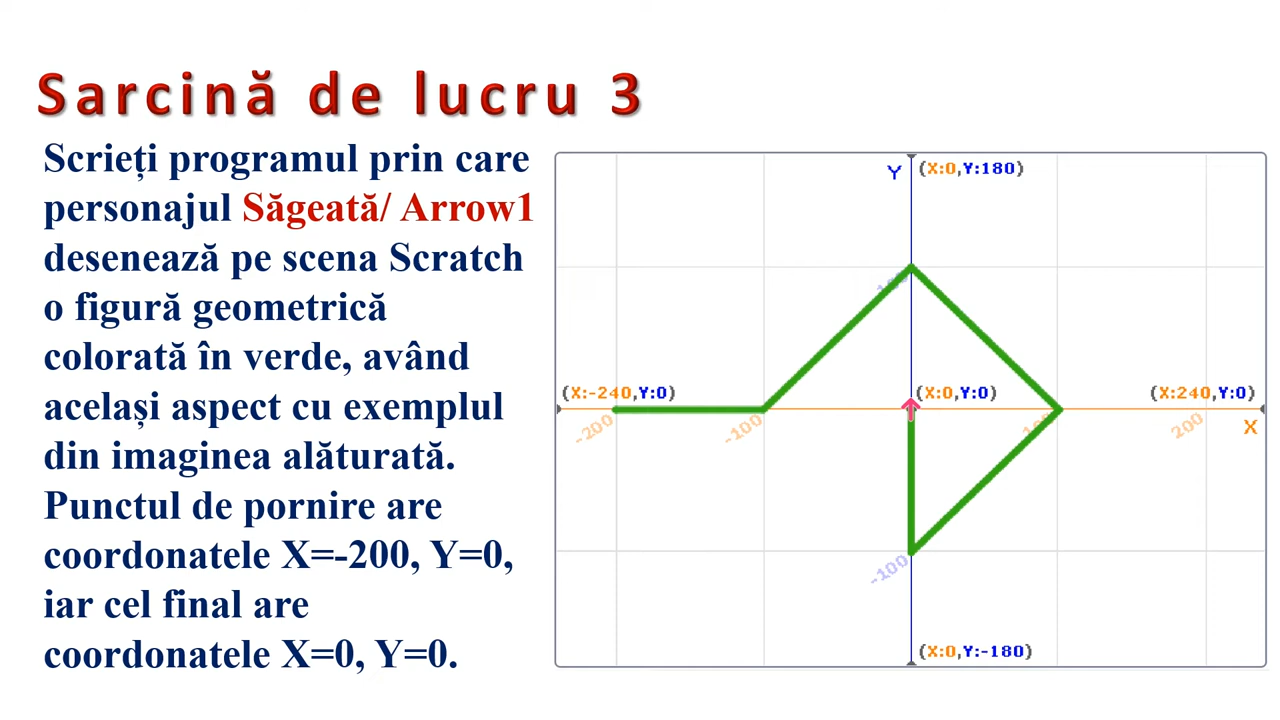 Sarcină de lucru 3
Scrieți programul prin care
personajul Săgeată/ Arrow1
desenează pe scena Scratch
o figură geometrică
colorată în verde, având
același aspect cu exemplul
din imaginea alăturată.
Punctul de pornire are
coordonatele X=-200, Y=0,
iar cel final are
coordonatele X=0, Y=0.
Y
(X:0,Y:180)
100
(X:-240,Y:0)
(X:0,Y:0)
(X:240,Y:0)
-200
-100
100
200
X
-100
(X:0,Y:-180)